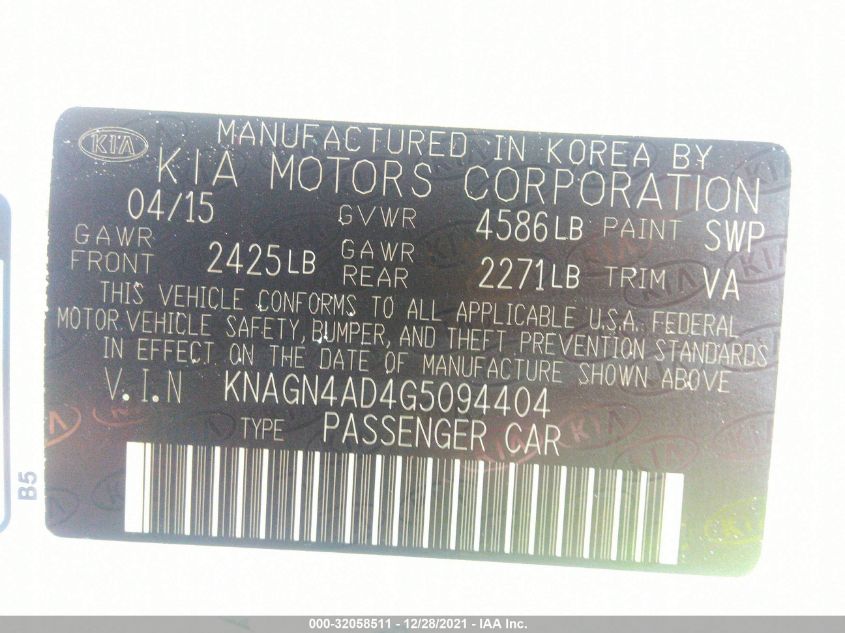 KIA
MANUFACTURED IN KOREA BY
KIA MOTORS CORPORATION
04/15 GVWR 4586LB PAINT SWP
GAWR FRONT 2425LB GAWR REAR 2271LB TRIM VA
THIS VEHICLE CONFORMS TO ALL APPLICABLE U.S.A. FEDERAL
MOTOR VEHICLE SAFETY, BUMPER, AND THEFT PREVENTION STANDARDS
IN EFFECT ON THE DATE OF MANUFACTURE SHOWN ABOVE
V.I.N KNAGN4AD4G5094404
TYPE PASSENGER CAR
B5
000-32058511 - 12/28/2021 - IAA Inc.